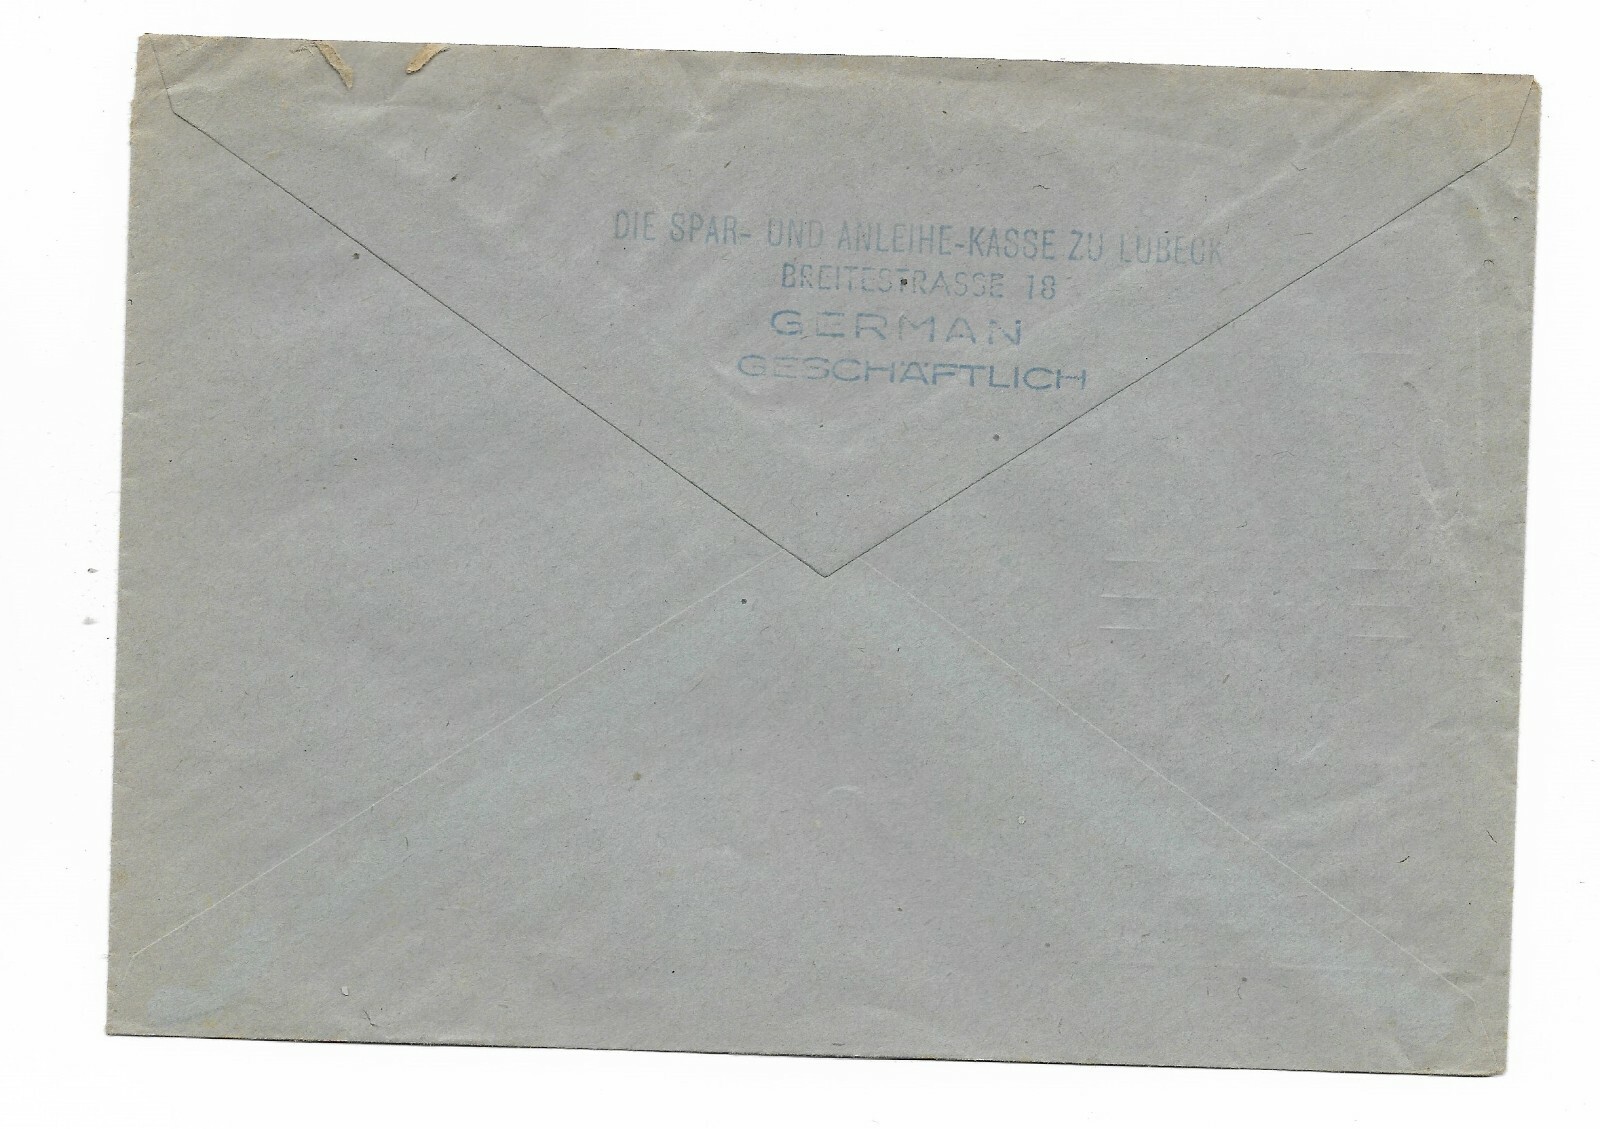 DIE SPAR- UND ANLEIHE-KASSE ZU LÜBECK
BREITESTRASSE 18
GERMAN
GESCHÄFTLICH